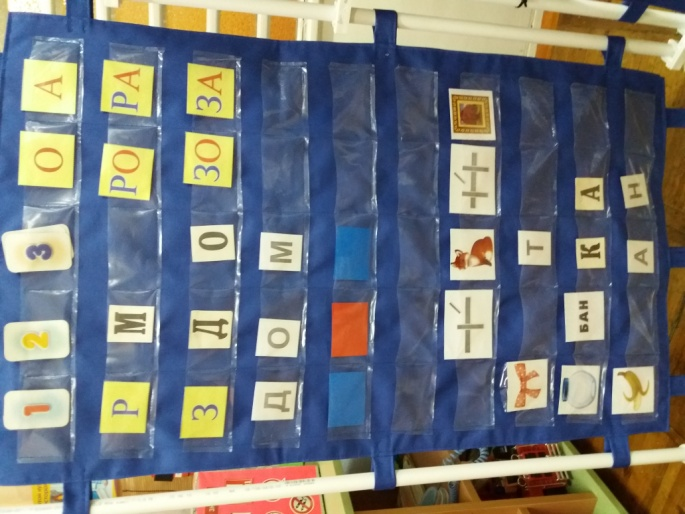 1 2 3 О А
Р М РО РА
З Д О ЗО ЗА
Д О М
Т
БАН К А
А Н